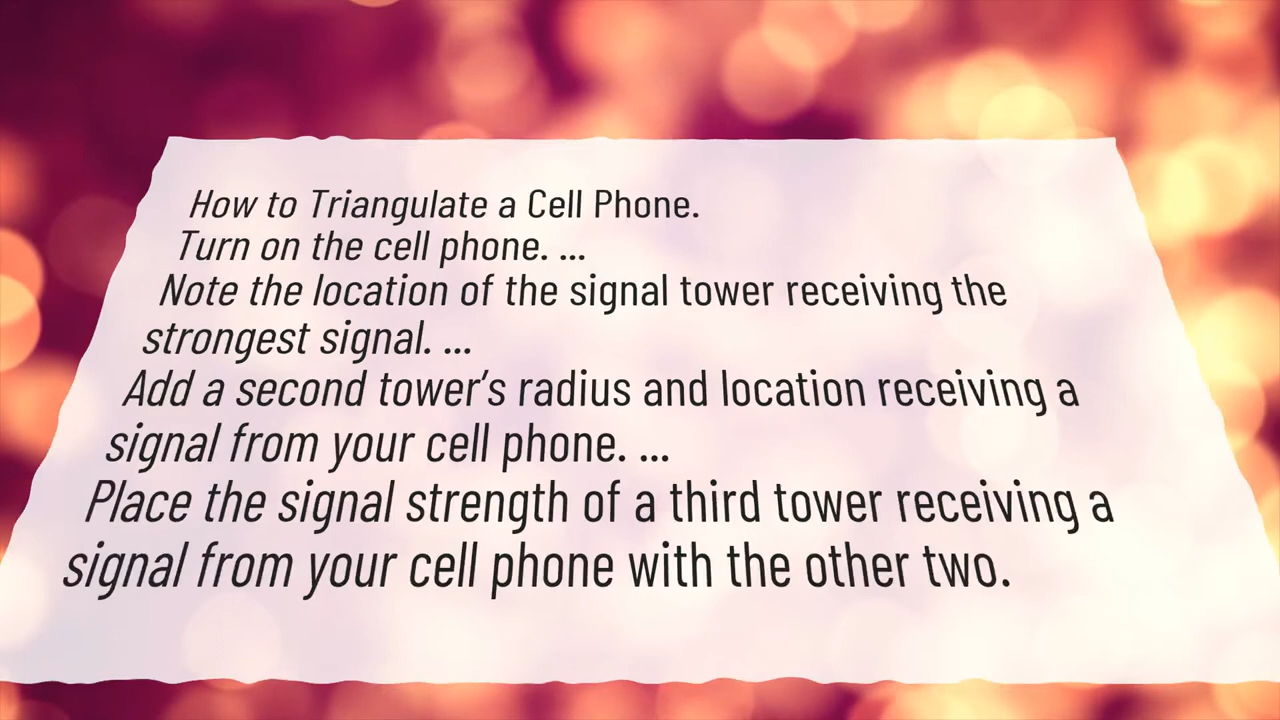 How to Triangulate a Cell Phone.
Turn on the cell phone. ...
Note the location of the signal tower receiving the
strongest signal. ...
Add a second tower’s radius and location receiving a
signal from your cell phone. ...
Place the signal strength of a third tower receiving a
signal from your cell phone with the other two.